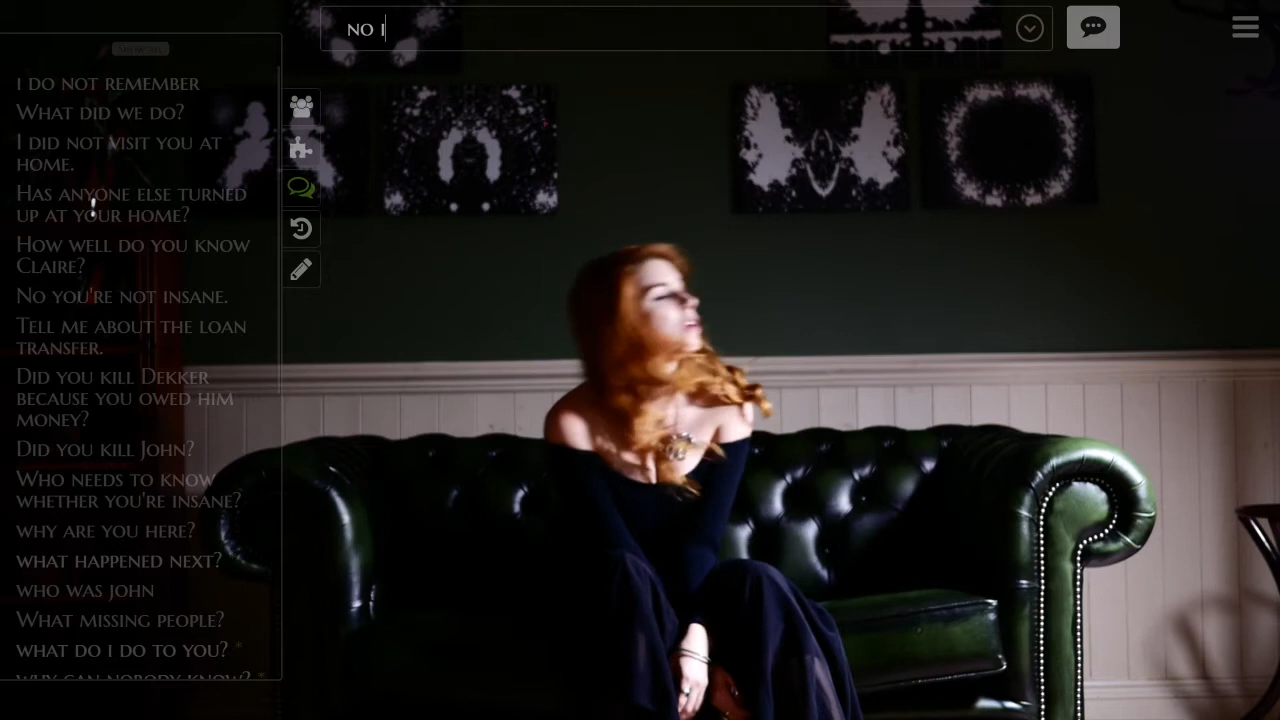 NO I
I DO NOT REMEMBER
WHAT DID WE DO?
I DID NOT VISIT YOU AT
HOME.
HAS ANYONE ELSE TURNED
UP AT YOUR HOME?
HOW WELL DO YOU KNOW
CLAIRE?
NO YOU'RE NOT INSANE.
TELL ME ABOUT THE LOAN
TRANSFER.
DID YOU KILL DEKKER
BECAUSE YOU OWED HIM
MONEY?
DID YOU KILL JOHN?
WHO NEEDS TO KNOW
WHETHER YOU'RE INSANE?
WHY ARE YOU HERE?
WHAT HAPPENED NEXT?
WHO WAS JOHN
WHAT MISSING PEOPLE?
WHAT DO I DO TO YOU? *
WHY CAN NOBODY KNOW? *